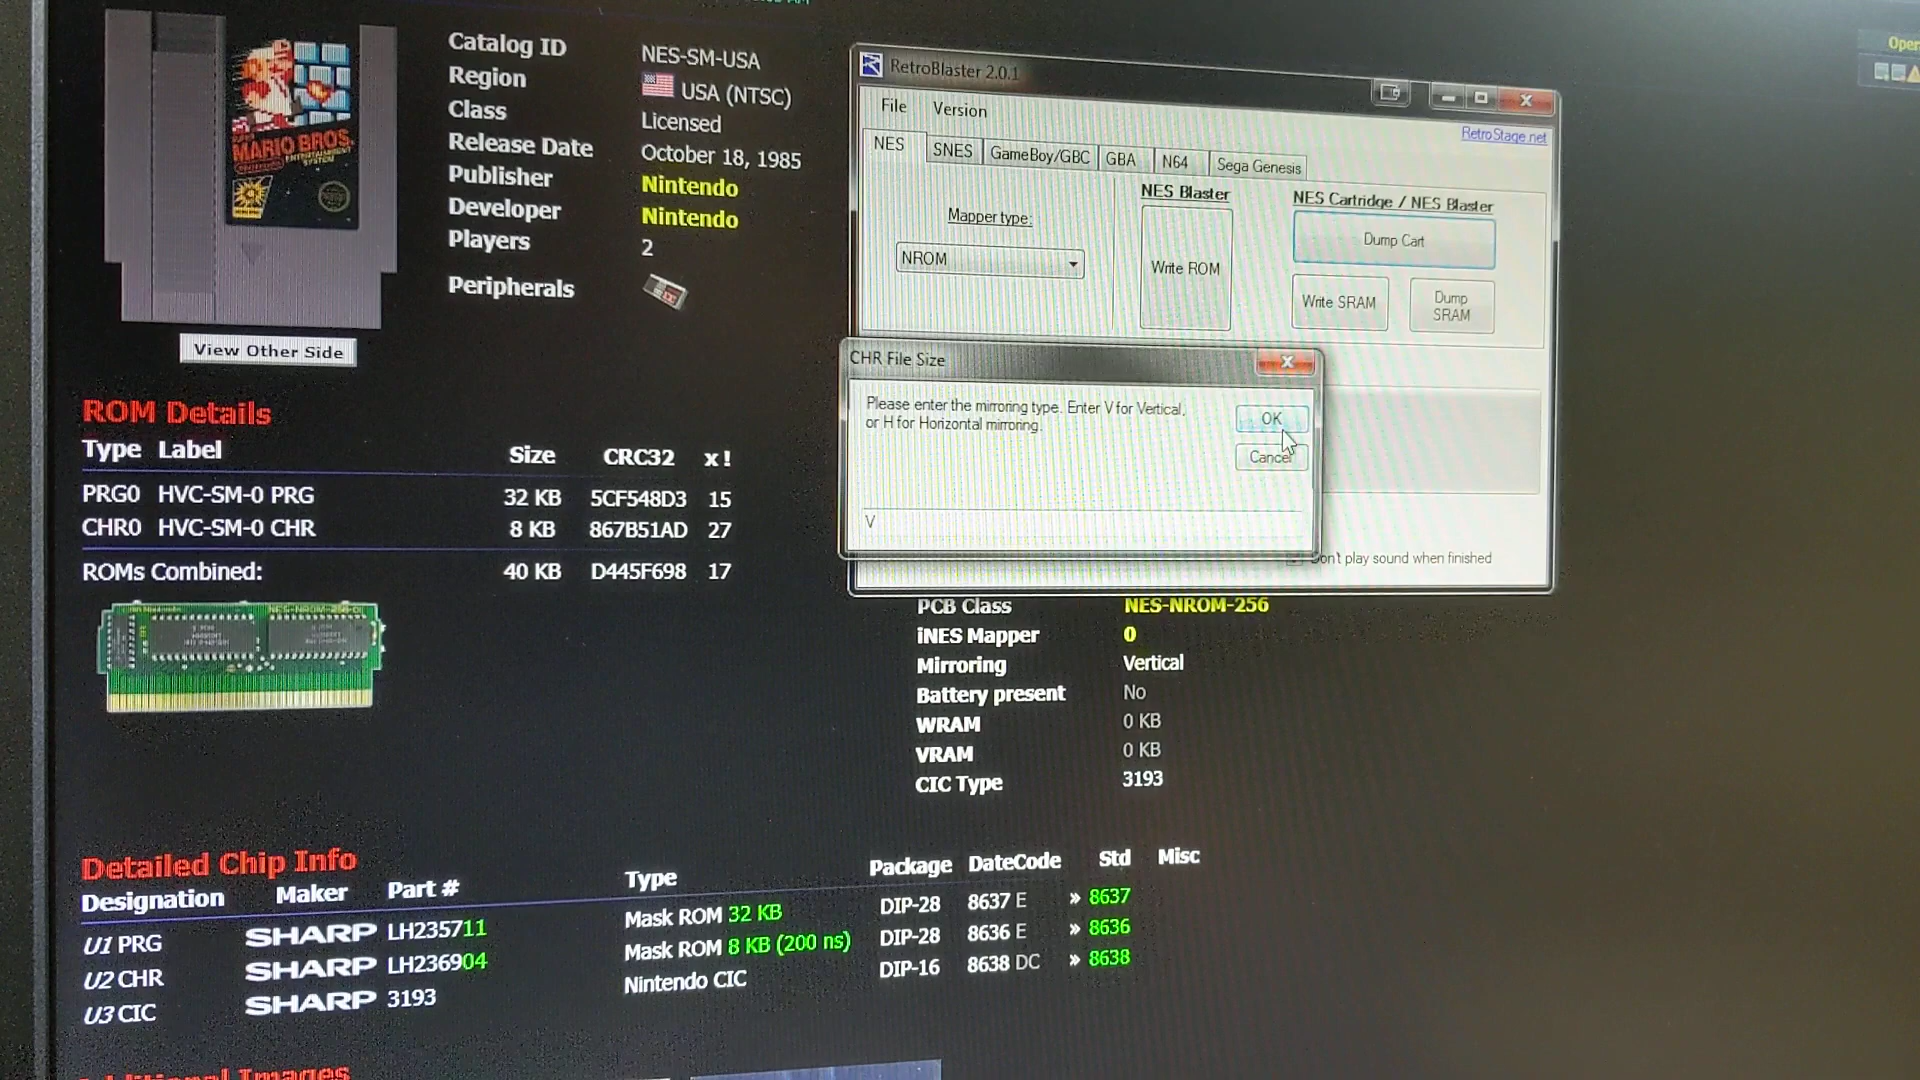 MARIO BROS.
ENTERTAINMENT
SYSTEM
View Other Side
Catalog ID NES-SM-USA
Region USA (NTSC)
Class Licensed
Release Date October 18, 1985
Publisher Nintendo
Developer Nintendo
Players 2
Peripherals
ROM Details
Type Label Size CRC32 x !
PRG0 HVC-SM-0 PRG 32 KB 5CF548D3 15
CHR0 HVC-SM-0 CHR 8 KB 867B51AD 27
ROMs Combined: 40 KB D445F698 17
RetroBlaster 2.0.1
File Version
RetroStage.net
NES SNES GameBoy/GBC GBA N64 Sega Genesis
Mapper type:
NROM
NES Blaster
Write ROM
NES Cartridge / NES Blaster
Dump Cart
Write SRAM
Dump
SRAM
CHR File Size
Please enter the mirroring type. Enter V for Vertical,
or H for Horizontal mirroring.
OK
Cancel
V
Don't play sound when finished
PCB Class NES-NROM-256
iNES Mapper 0
Mirroring Vertical
Battery present No
WRAM 0 KB
VRAM 0 KB
CIC Type 3193
Detailed Chip Info
Designation Maker Part # Type Package DateCode Std Misc
U1 PRG SHARP LH235711 Mask ROM 32 KB DIP-28 8637 E » 8637
U2 CHR SHARP LH236904 Mask ROM 8 KB (200 ns) DIP-28 8636 E » 8636
U3 CIC SHARP 3193 Nintendo CIC DIP-16 8638 DC » 8638
Additional Images